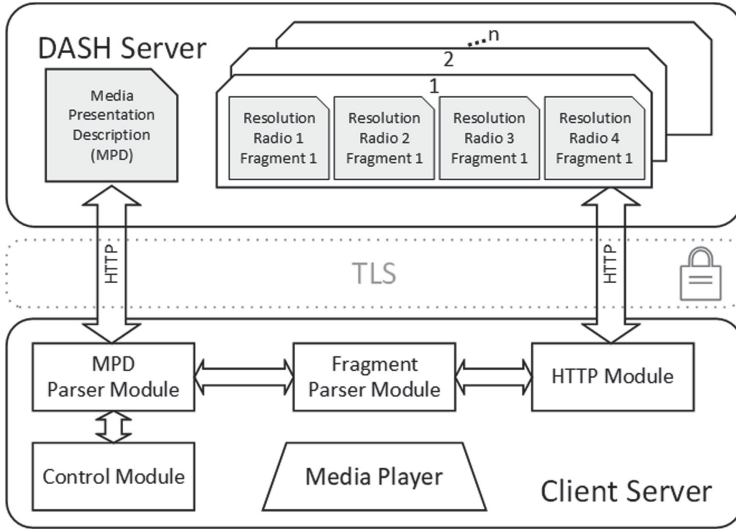 DASH Server
Media
Presentation
Description
(MPD)
...n
2
1
Resolution
Radio 1
Fragment 1
Resolution
Radio 2
Fragment 1
Resolution
Radio 3
Fragment 1
Resolution
Radio 4
Fragment 1
HTTP
TLS
HTTP
MPD
Parser Module
Fragment
Parser Module
HTTP Module
Control Module
Media Player
Client Server